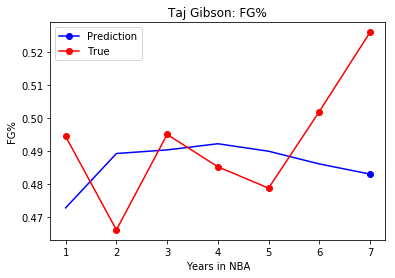 Taj Gibson: FG%
Prediction
True
0.52
0.51
0.50
0.49
0.48
0.47
FG%
1 2 3 4 5 6 7
Years in NBA